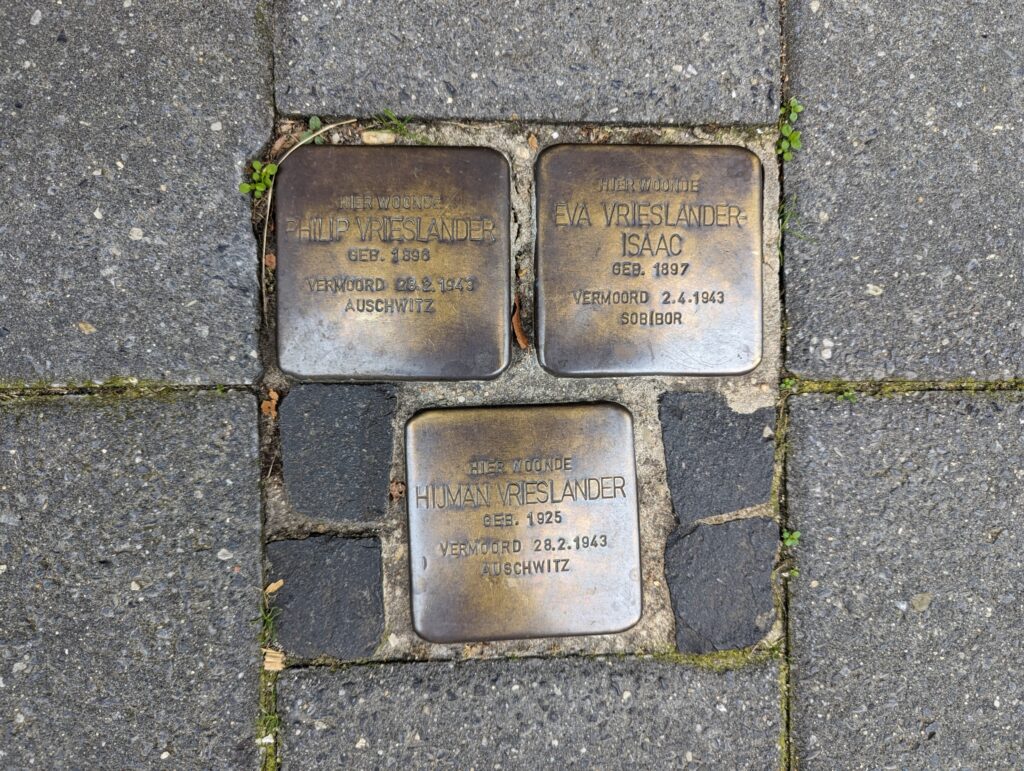 HIER WOONDE
PHILIP VRIESLANDER
GEB. 1896
VERMOORD 28.2.1943
AUSCHWITZ
HIER WOONDE
EVA VRIESLANDER-
ISAAC
GEB. 1897
VERMOORD 2.4.1943
SOBIBOR
HIER WOONDE
HIJMAN VRIESLANDER
GEB. 1925
VERMOORD 28.2.1943
AUSCHWITZ